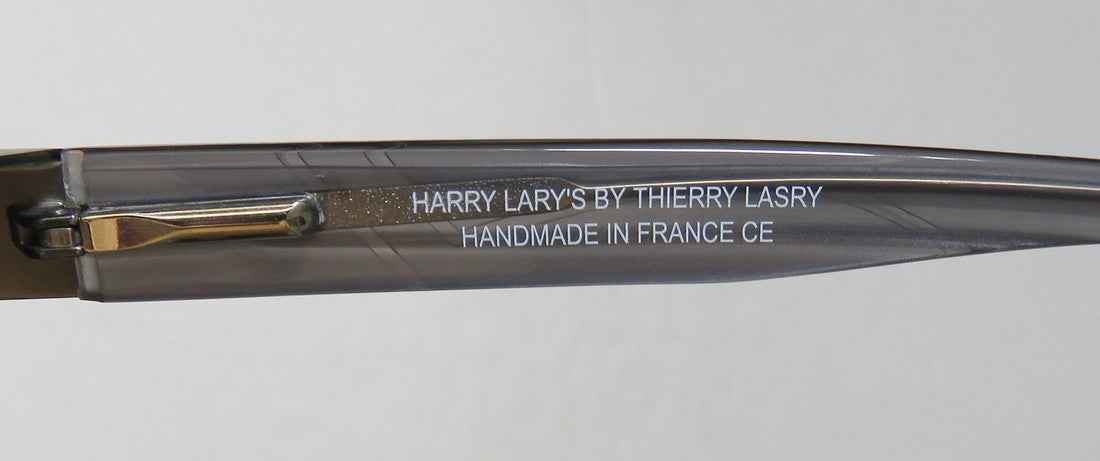 HARRY LARY'S BY THIERRY LASRY
HANDMADE IN FRANCE CE